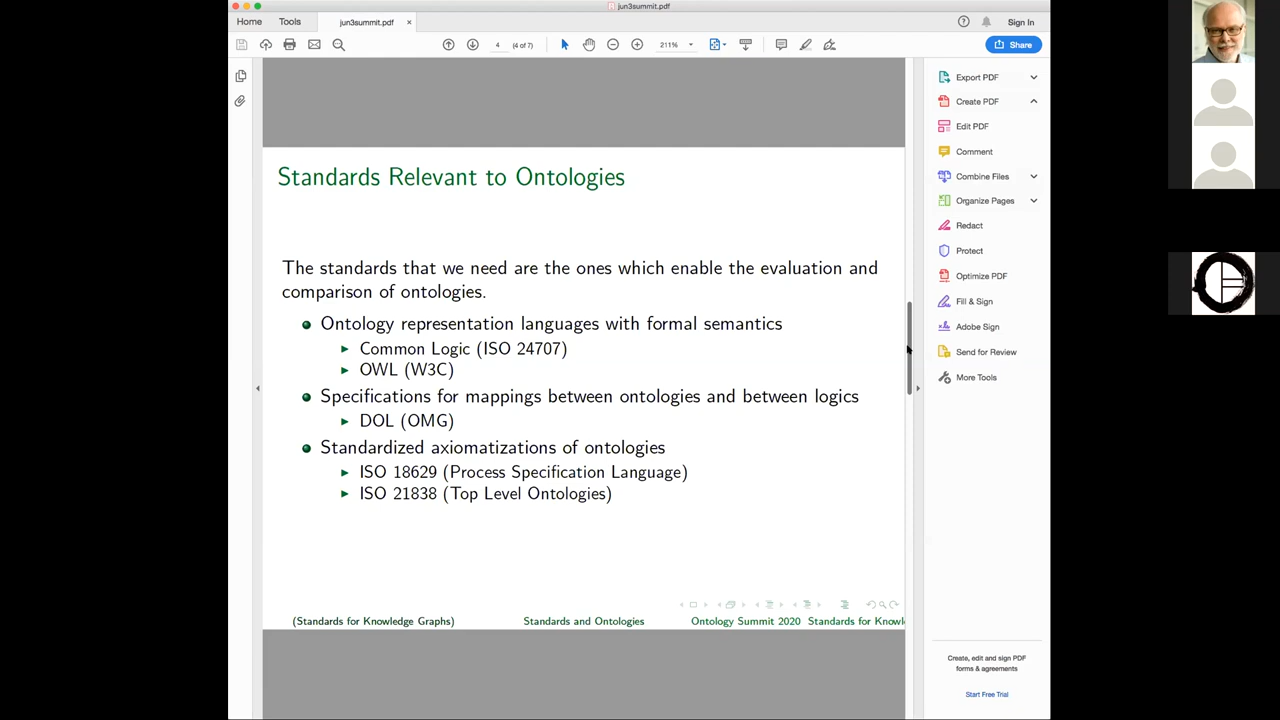 jun3summit.pdf
Home
Tools
jun3summit.pdf
×
Sign In
4
(4 of 7)
211%
Share
Standards Relevant to Ontologies
The standards that we need are the ones which enable the evaluation and
comparison of ontologies.
Ontology representation languages with formal semantics
Common Logic (ISO 24707)
OWL (W3C)
Specifications for mappings between ontologies and between logics
DOL (OMG)
Standardized axiomatizations of ontologies
ISO 18629 (Process Specification Language)
ISO 21838 (Top Level Ontologies)
(Standards for Knowledge Graphs)
Standards and Ontologies
Ontology Summit 2020
Standards for Knowl
Export PDF
Create PDF
Edit PDF
Comment
Combine Files
Organize Pages
Redact
Protect
Optimize PDF
Fill & Sign
Adobe Sign
Send for Review
More Tools
Create, edit and sign PDF
forms & agreements
Start Free Trial